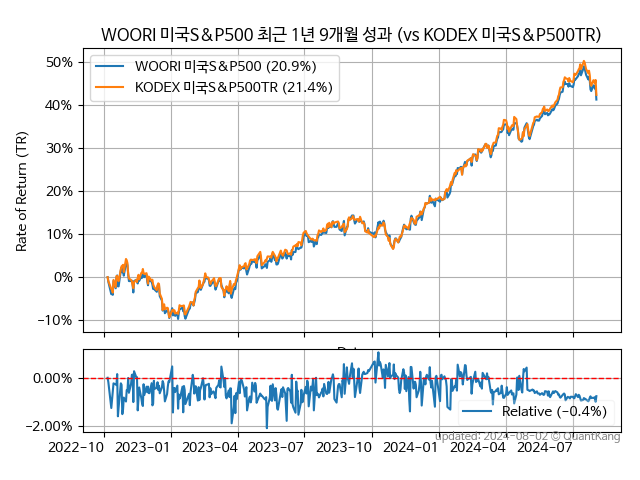 WOORI 미국S&P500 최근 1년 9개월 성과 (vs KODEX 미국S&P500TR)
WOORI 미국S&P500 (20.9%)
KODEX 미국S&P500TR (21.4%)
Rate of Return (TR)
50%
40%
30%
20%
10%
0%
−10%
0.00%
−2.00%
Relative (−0.4%)
2022-10 2023-01 2023-04 2023-07 2023-10 2024-01 2024-04 2024-07
updated: 2024-08-02 © QuantKang